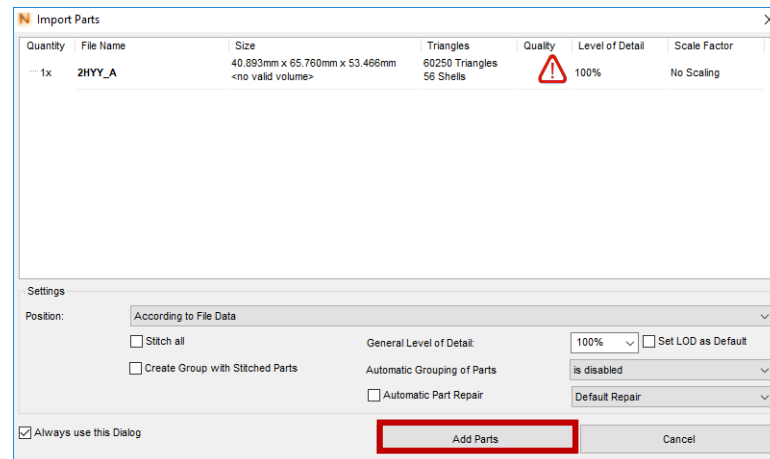 Import Parts
Quantity File Name Size Triangles Quality Level of Detail Scale Factor
1x 2HYY_A 40.893mm x 65.760mm x 53.466mm 60250 Triangles 100% No Scaling
<no valid volume> 56 Shells
Settings
Position: According to File Data
Stitch all General Level of Detail: 100% Set LOD as Default
Create Group with Stitched Parts Automatic Grouping of Parts is disabled
Automatic Part Repair Default Repair
Always use this Dialog Add Parts Cancel